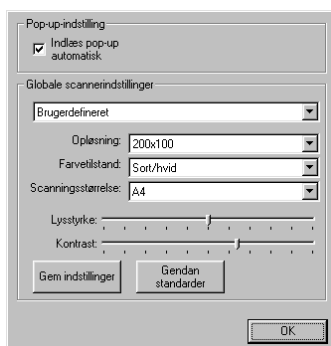 Pop-up-indstilling
Indlæs pop-up
automatisk
Globale scannerindstillinger
Brugerdefineret
Opløsning: 200x100
Farvetilstand: Sort/hvid
Scanningsstørrelse: A4
Lysstyrke:
Kontrast:
Gem indstillinger
Gendan
standarder
OK